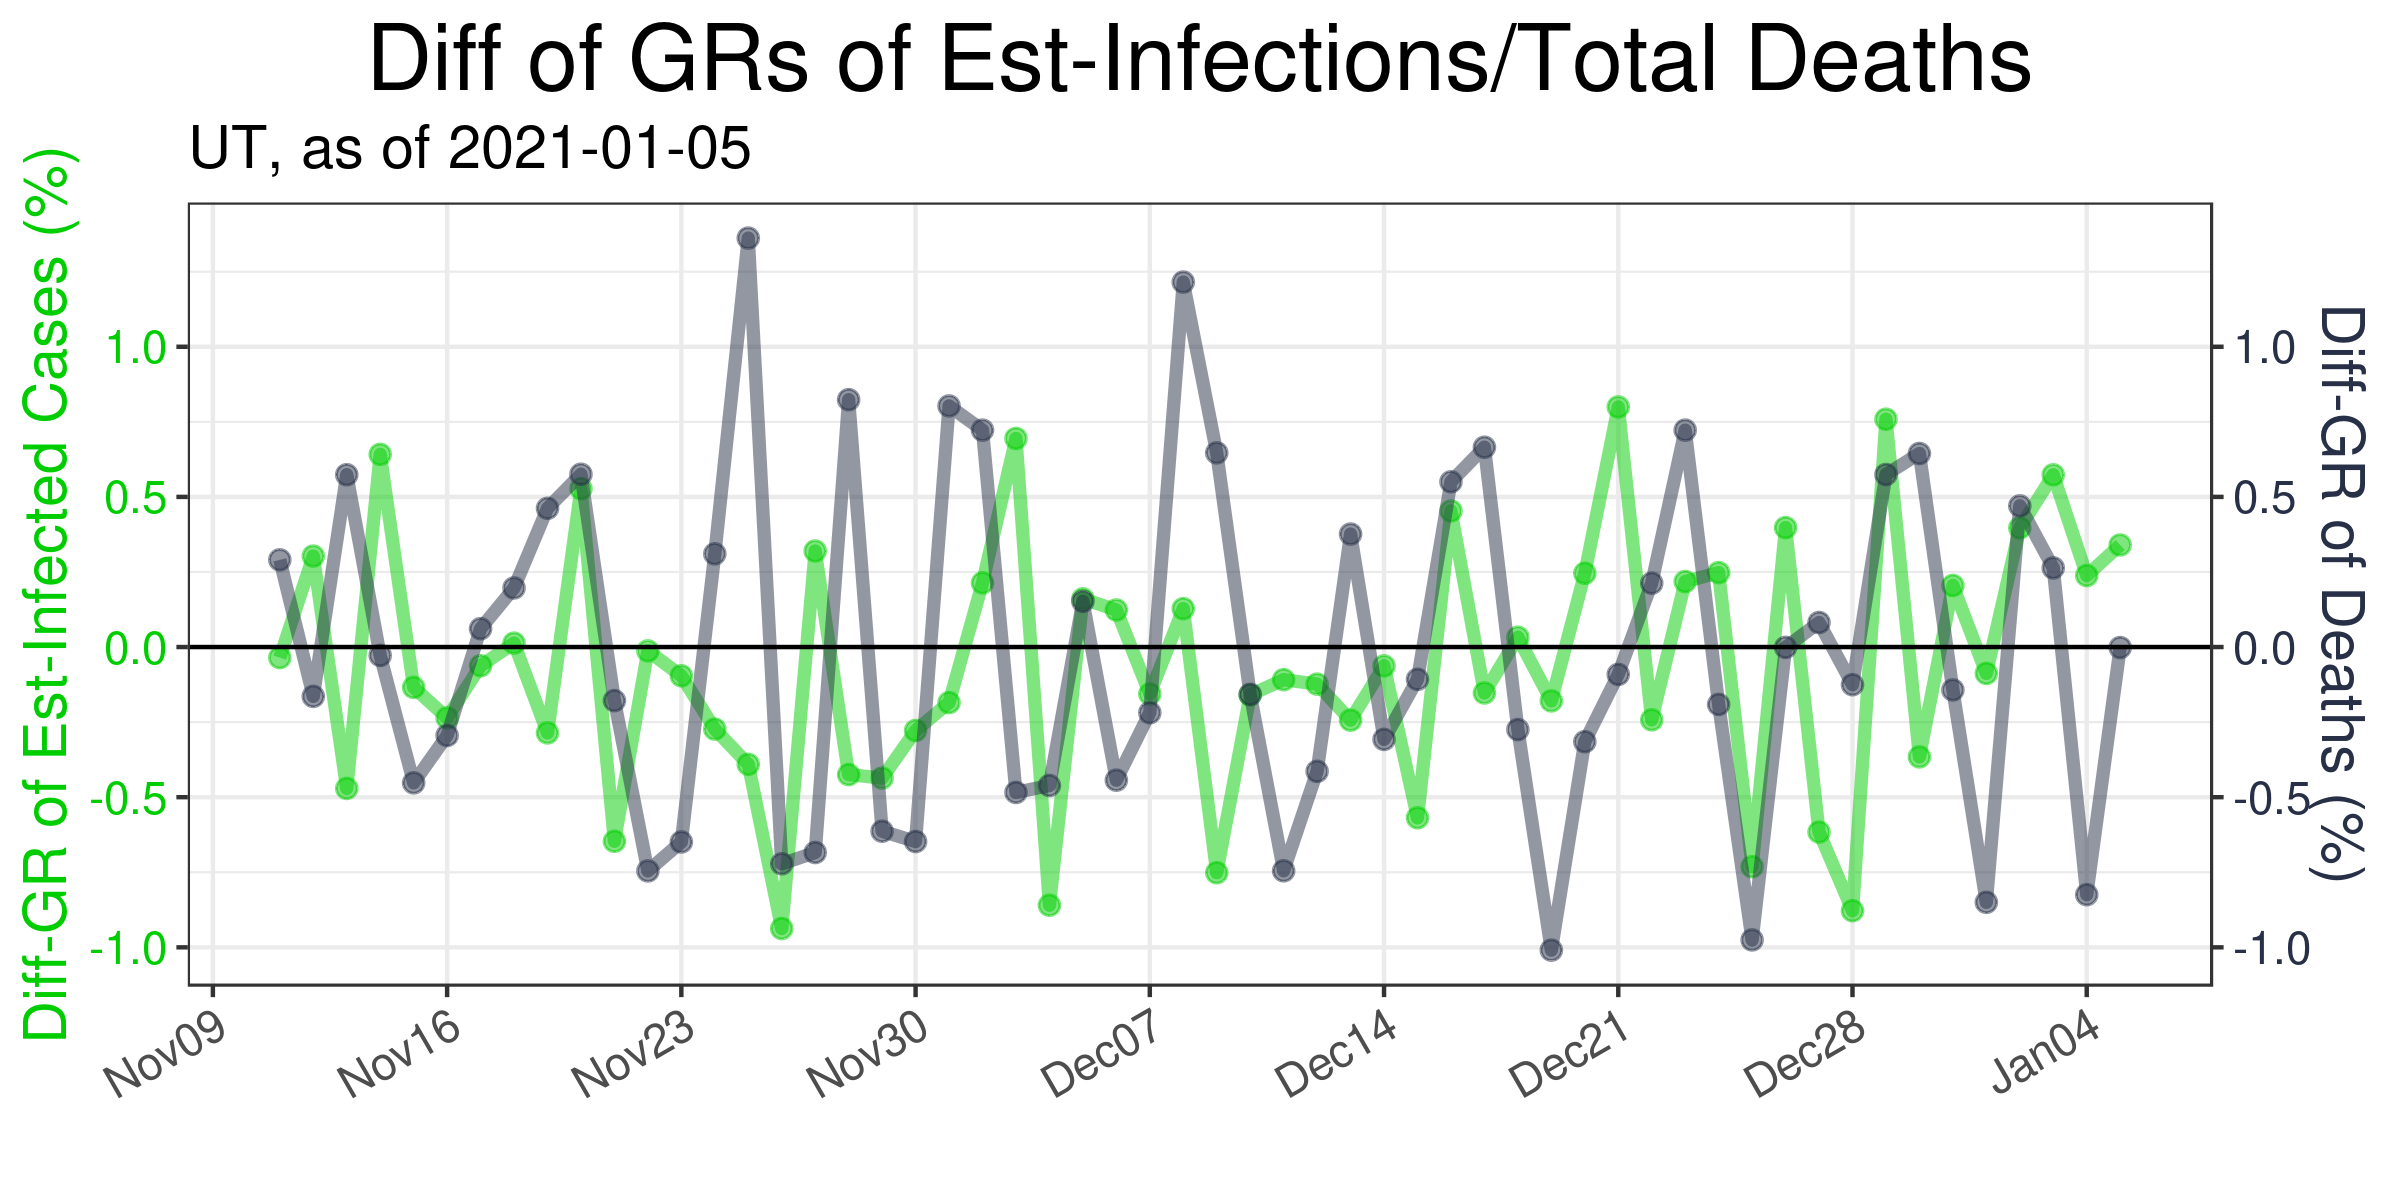 Diff of GRs of Est-Infections/Total Deaths
UT, as of 2021-01-05
Diff-GR of Est-Infected Cases (%)
1.0
0.5
0.0
-0.5
-1.0
1.0
0.5
0.0
-0.5
-1.0
Diff-GR of Deaths (%)
Nov09
Nov16
Nov23
Nov30
Dec07
Dec14
Dec21
Dec28
Jan04